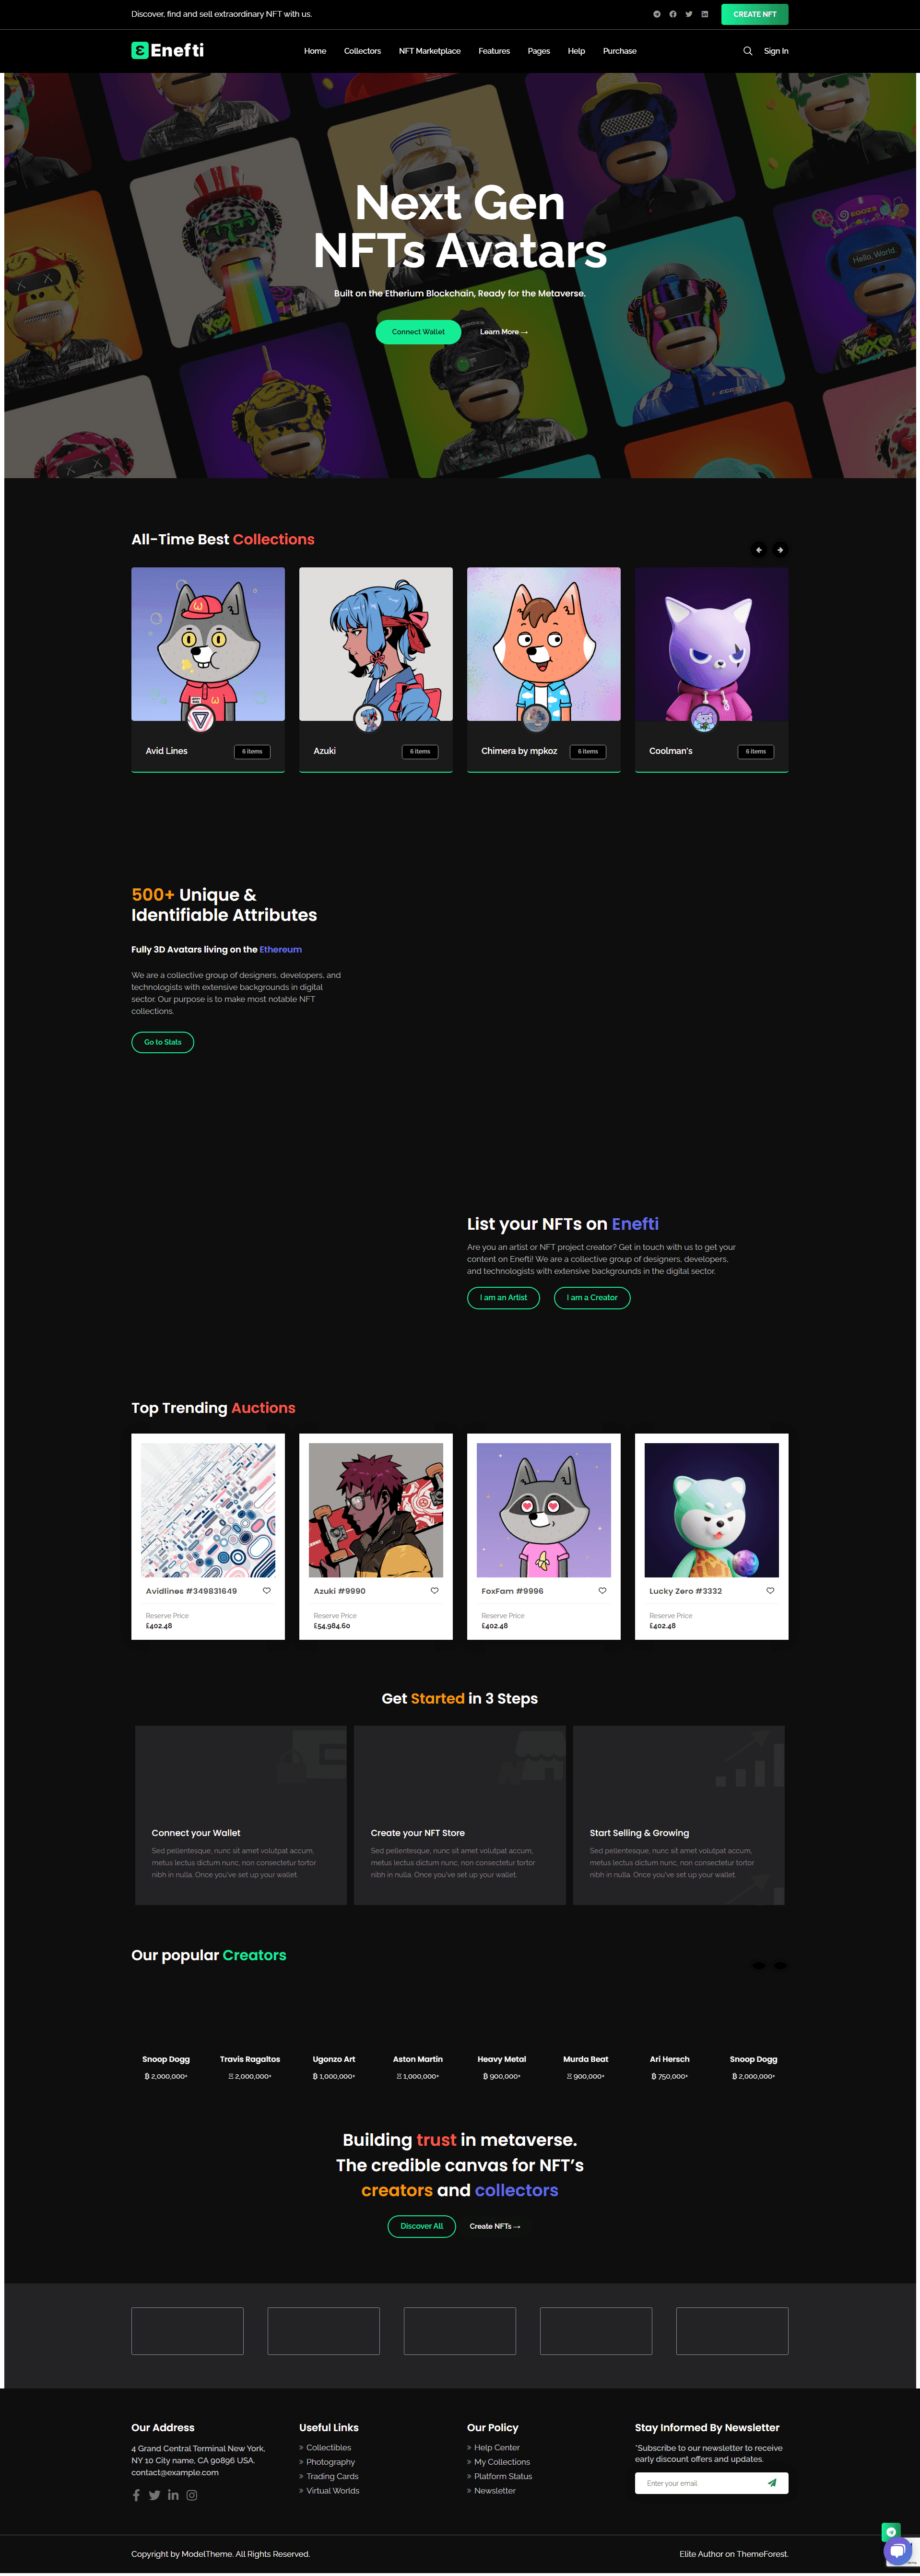 Discover, find and sell extraordinary NFT with us.
CREATE NFT
Enefti
Home
Collectors
NFT Marketplace
Features
Pages
Help
Purchase
Sign In
Next Gen
NFTs Avatars
Built on the Etherium Blockchain, Ready for the Metaverse.
Connect Wallet
Learn More →
Hello, World
All-Time Best Collections
Avid Lines
6 items
Azuki
6 items
Chimera by mpkoz
6 items
Coolman's
6 items
500+ Unique &
Identifiable Attributes
Fully 3D Avatars living on the Ethereum
We are a collective group of designers, developers, and
technologists with extensive backgrounds in digital
sector. Our purpose is to make most notable NFT
collections.
Go to Stats
List your NFTs on Enefti
Are you an artist or NFT project creator? Get in touch with us to get your
content on Enefti! We are a collective group of designers, developers,
and technologists with extensive backgrounds in the digital sector.
I am an Artist
I am a Creator
Top Trending Auctions
Avidlines #349831649
Reserve Price
£402.48
Azuki #9990
Reserve Price
£54,984.60
FoxFam #9996
Reserve Price
£402.48
Lucky Zero #3332
Reserve Price
£402.48
Get Started in 3 Steps
Connect your Wallet
Sed pellentesque, nunc sit amet volutpat accum,
metus lectus dictum nunc, non consectetur tortor
nibh in nulla. Once you've set up your wallet.
Create your NFT Store
Sed pellentesque, nunc sit amet volutpat accum,
metus lectus dictum nunc, non consectetur tortor
nibh in nulla. Once you've set up your wallet.
Start Selling & Growing
Sed pellentesque, nunc sit amet volutpat accum,
metus lectus dictum nunc, non consectetur tortor
nibh in nulla. Once you've set up your wallet.
Our popular Creators
Snoop Dogg
₿ 2,000,000+
Travis Ragaltos
Ξ 2,000,000+
Ugonzo Art
₿ 1,000,000+
Aston Martin
Ξ 1,000,000+
Heavy Metal
₿ 900,000+
Murda Beat
Ξ 900,000+
Ari Hersch
₿ 750,000+
Snoop Dogg
₿ 2,000,000+
Building trust in metaverse.
The credible canvas for NFT’s
creators and collectors
Discover All
Create NFTs →
Our Address
4 Grand Central Terminal New York,
NY 10 City name, CA 90896 USA,
contact@example.com
Useful Links
» Collectibles
» Photography
» Trading Cards
» Virtual Worlds
Our Policy
» Help Center
» My Collections
» Platform Status
» Newsletter
Stay Informed By Newsletter
*Subscribe to our newsletter to receive
early discount offers and updates.
Enter your email
Copyright by ModelTheme. All Rights Reserved.
Elite Author on ThemeForest.